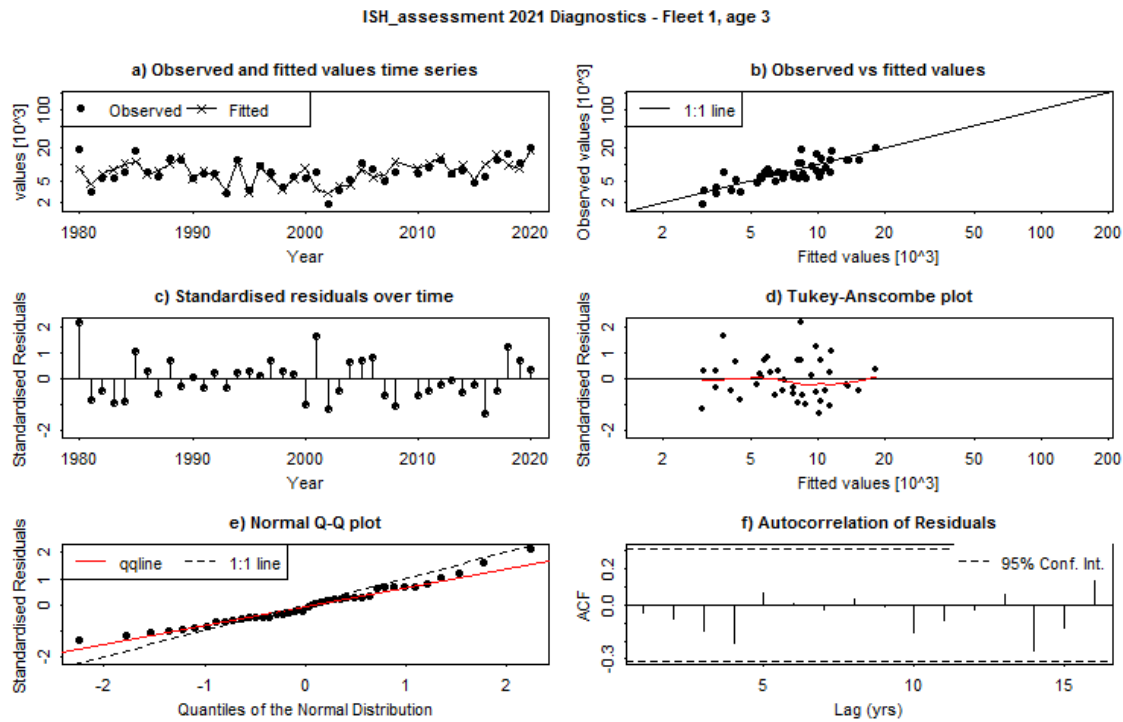 ISH_assessment 2021 Diagnostics - Fleet 1, age 3
a) Observed and fitted values time series
values [10^3]
2 5 20 100
Observed Fitted
1980 1990 2000 2010 2020
Year
b) Observed vs fitted values
Observed values [10^3]
2 5 20 100
1:1 line
2 5 10 20 50 100 200
Fitted values [10^3]
c) Standardised residuals over time
Standardised Residuals
-2 0 1 2
1980 1990 2000 2010 2020
Year
d) Tukey-Anscombe plot
Standardised Residuals
-2 0 1 2
2 5 10 20 50 100 200
Fitted values [10^3]
e) Normal Q-Q plot
Standardised Residuals
-2 0 1 2
qqline 1:1 line
-2 -1 0 1 2
Quantiles of the Normal Distribution
f) Autocorrelation of Residuals
ACF
-0.3 0.0 0.2
95% Conf. Int.
5 10 15
Lag (yrs)